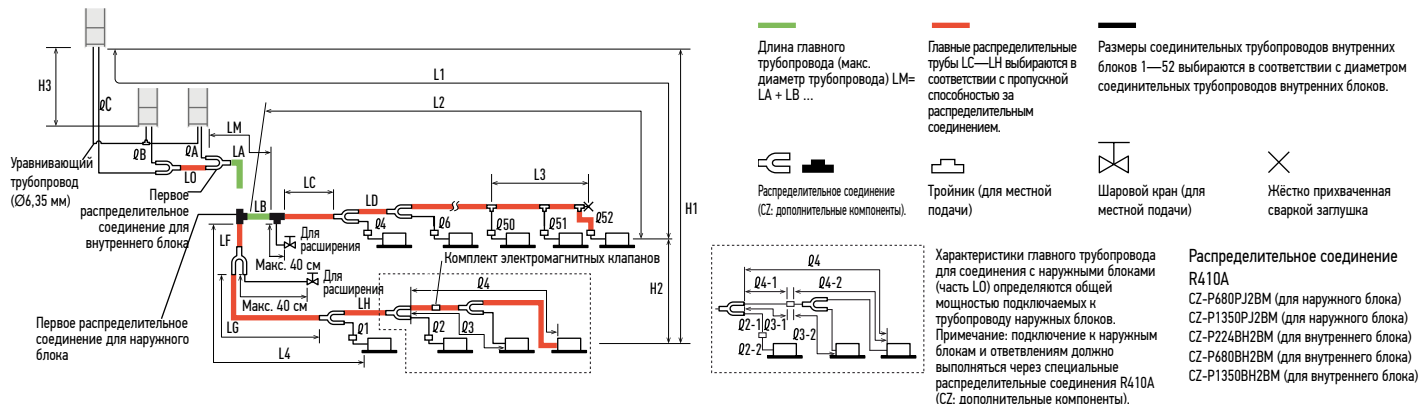 H3
ℓC
ℓB
ℓA
LO
LM
LA
Уравнивающий
трубопровод
(Ø6,35 мм)
Первое
распределительное
соединение для
внутреннего блока
L1
L2
LC
LD
L3
LB
ℓ4
ℓ6
ℓ50
ℓ51
ℓ52
H1
H2
LF
Для
расширения
Макс. 40 см
Для
расширения
Макс. 40 см
Комплект электромагнитных клапанов
LG
LH
ℓ4
L4
ℓ1
ℓ2
ℓ3
Первое распределительное
соединение для наружного
блока
ℓ4
ℓ4-1
ℓ4-2
ℓ2-1
ℓ3-1
ℓ2-2
ℓ3-2
Длина главного
трубопровода (макс.
диаметр трубопровода) LM=
LA + LB ...
Главные распределительные
трубы LC—LH выбираются в
соответствии с пропускной
способностью за
распределительным
соединением.
Размеры соединительных трубопроводов внутренних
блоков 1—52 выбираются в соответствии с диаметром
соединительных трубопроводов внутренних блоков.
Распределительное соединение
(CZ: дополнительные компоненты).
Тройник (для местной
подачи)
Шаровой кран (для
местной подачи)
Жёстко прихваченная
сваркой заглушка
Характеристики главного трубопровода
для соединения с наружными блоками
(часть LO) определяются общей
мощностью подключаемых к
трубопроводу наружных блоков.
Примечание: подключение к наружным
блокам и ответвлениям должно
выполняться через специальные
распределительные соединения R410A
(CZ: дополнительные компоненты).
Распределительное соединение
R410A
CZ-P680PJ2BM (для наружного блока)
CZ-P1350PJ2BM (для наружного блока)
CZ-P224BH2BM (для внутреннего блока)
CZ-P680BH2BM (для внутреннего блока)
CZ-P1350BH2BM (для внутреннего блока)